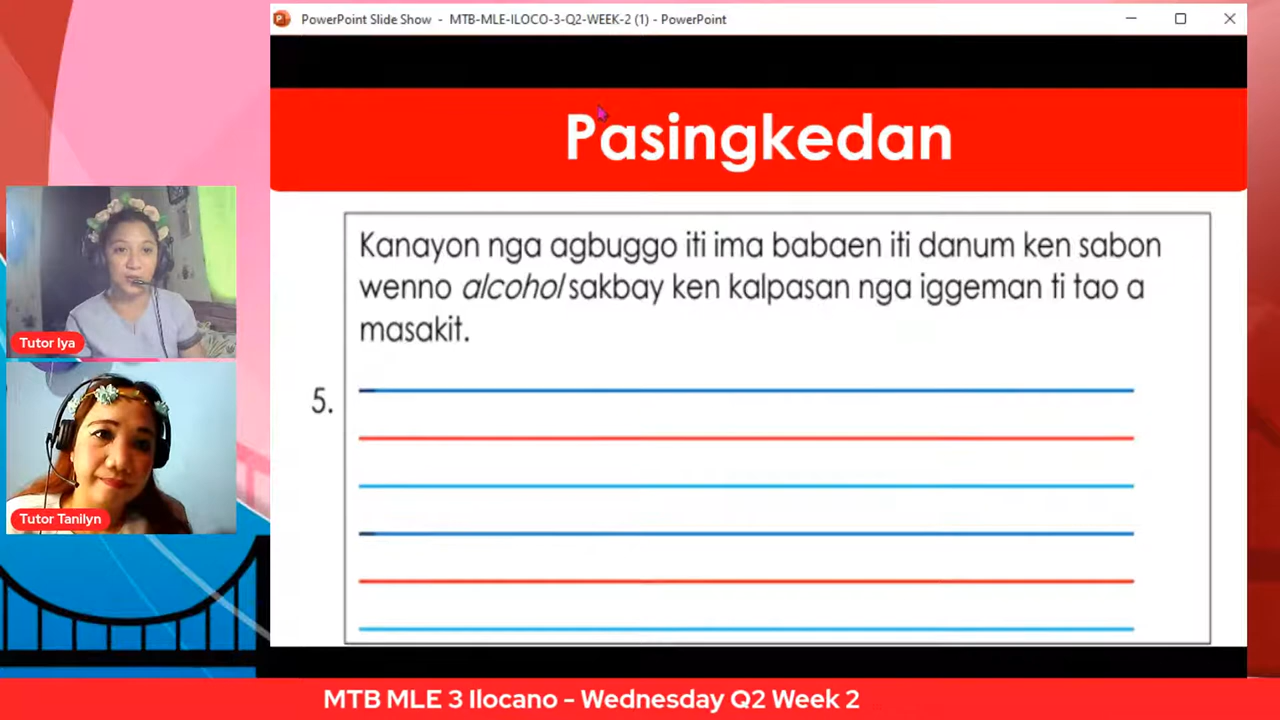 PowerPoint Slide Show - MTB-MLE-ILOCO-3-Q2-WEEK-2 (1) - PowerPoint
Pasingkedan
Kanayon nga agbuggo iti ima babaen iti danum ken sabon
wenno alcohol sakbay ken kalpasan nga iggeman ti tao a
masakit.
5.
Tutor Iya
Tutor Tanilyn
MTB MLE 3 Ilocano - Wednesday Q2 Week 2